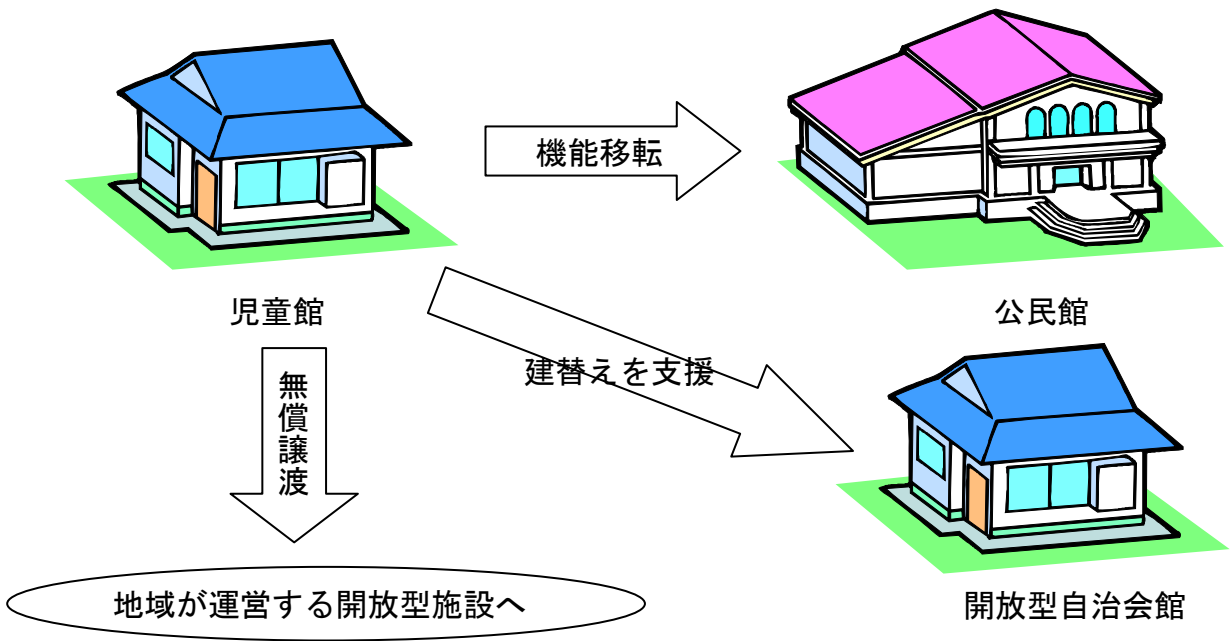 機能移転
児童館
公民館
建替えを支援
無償譲渡
地域が運営する開放型施設へ
開放型自治会館